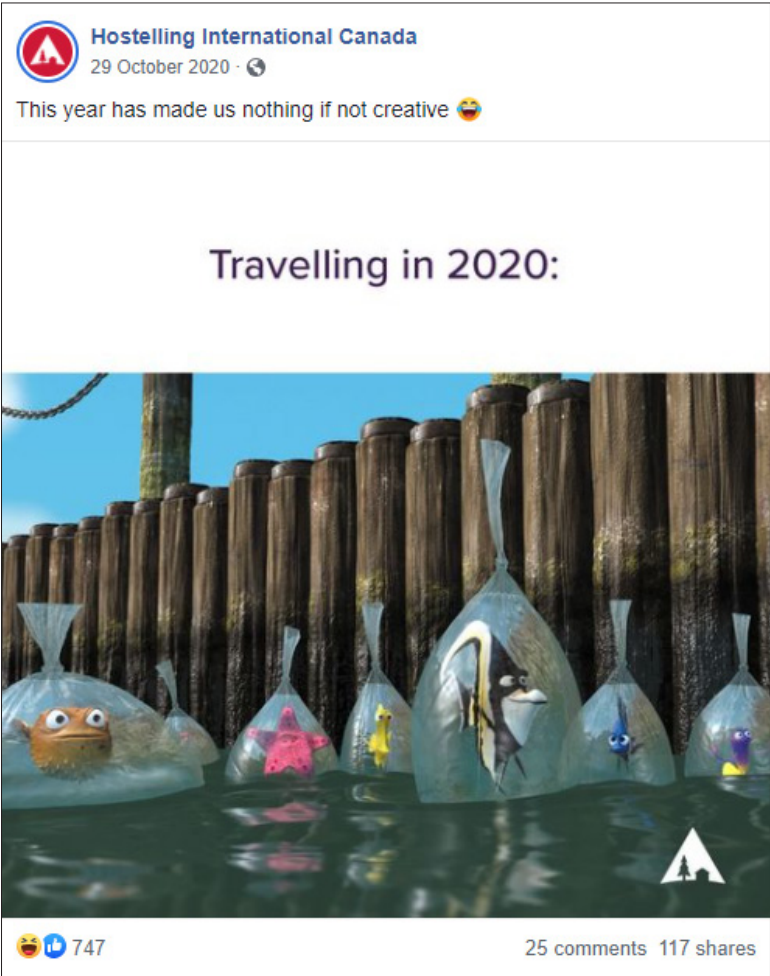 Hostelling International Canada
29 October 2020 ·
This year has made us nothing if not creative 😂
Travelling in 2020:
747
25 comments 117 shares